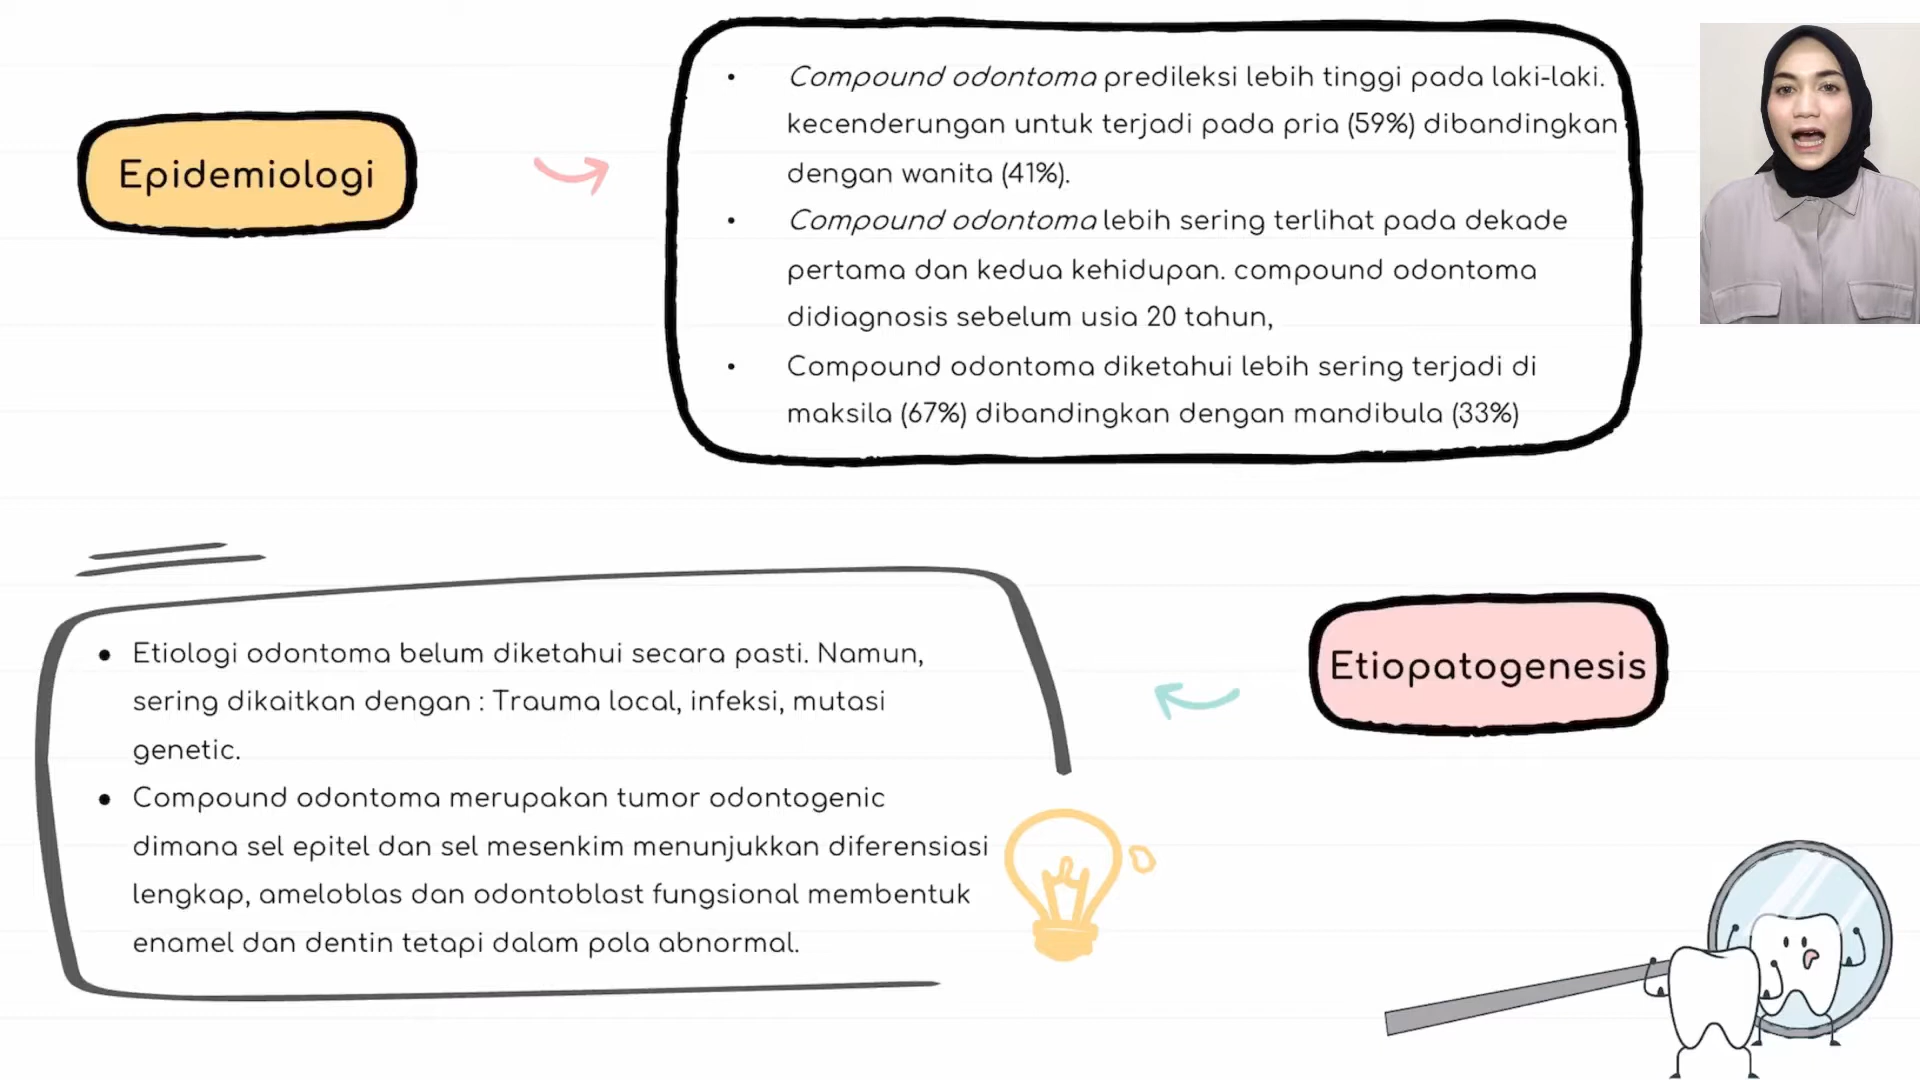 Epidemiologi
• Compound odontoma predileksi lebih tinggi pada laki-laki.
kecenderungan untuk terjadi pada pria (59%) dibandingkan
dengan wanita (41%).
• Compound odontoma lebih sering terlihat pada dekade
pertama dan kedua kehidupan. compound odontoma
didiagnosis sebelum usia 20 tahun,
• Compound odontoma diketahui lebih sering terjadi di
maksila (67%) dibandingkan dengan mandibula (33%)
Etiopatogenesis
• Etiologi odontoma belum diketahui secara pasti. Namun,
sering dikaitkan dengan : Trauma local, infeksi, mutasi
genetic.
• Compound odontoma merupakan tumor odontogenic
dimana sel epitel dan sel mesenkim menunjukkan diferensiasi
lengkap, ameloblas dan odontoblast fungsional membentuk
enamel dan dentin tetapi dalam pola abnormal.